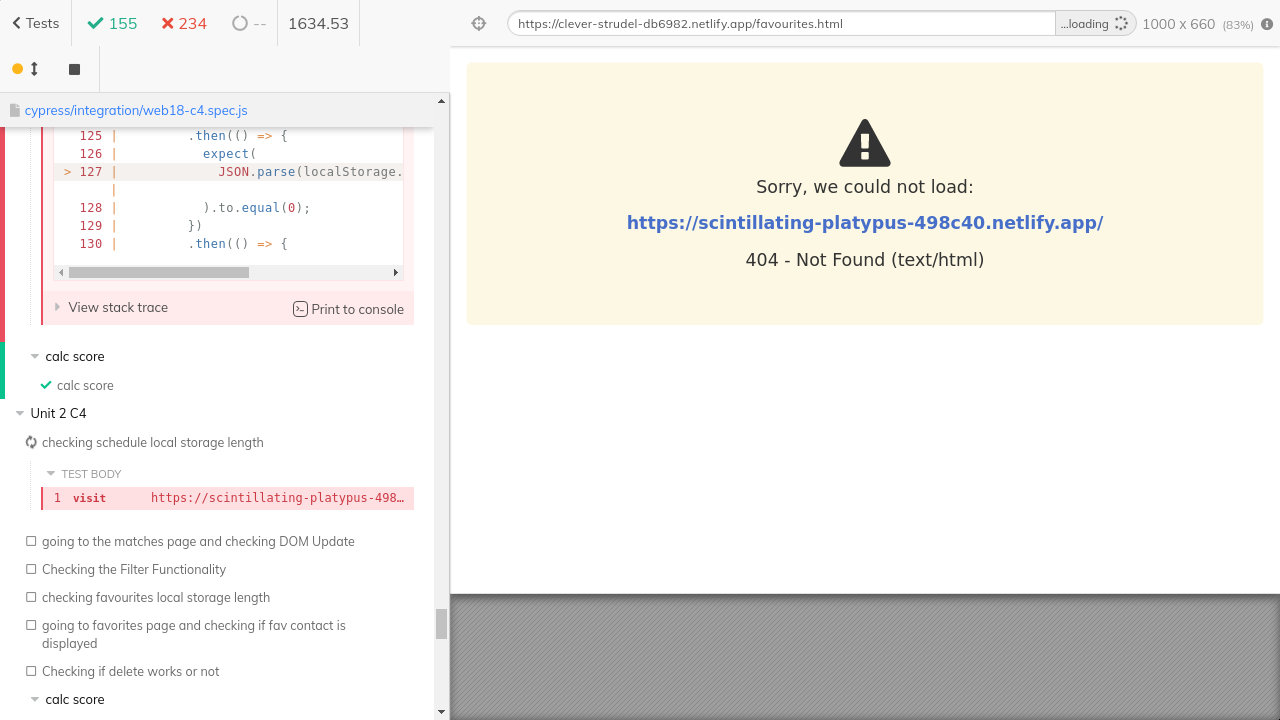 Tests
155
234
--
1634.53
https://clever-strudel-db6982.netlify.app/favourites.html
...loading
1000 x 660 (83%)
cypress/integration/web18-c4.spec.js
125 | .then(() => {
126 | expect(
> 127 | JSON.parse(localStorage.
|
128 | ).to.equal(0);
129 | })
130 | .then(() => {
View stack trace
Print to console
calc score
calc score
Unit 2 C4
checking schedule local storage length
TEST BODY
1 visit https://scintillating-platypus-498...
going to the matches page and checking DOM Update
Checking the Filter Functionality
checking favourites local storage length
going to favorites page and checking if fav contact is
displayed
Checking if delete works or not
calc score
Sorry, we could not load:
https://scintillating-platypus-498c40.netlify.app/
404 - Not Found (text/html)